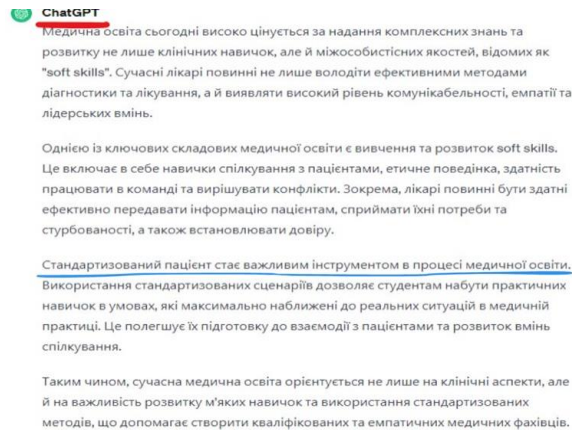 ChatGPT
Медична освіта сьогодні високо цінується за надання комплексних знань та
розвитку не лише клінічних навичок, але й міжособистісних якостей, відомих як
"soft skills". Сучасні лікарі повинні не лише володіти ефективними методами
діагностики та лікування, а й виявляти високий рівень комунікабельності, емпатії та
лідерських вмінь.
Однією із ключових складових медичної освіти є вивчення та розвиток soft skills.
Це включає в себе навички спілкування з пацієнтами, етичне поведінка, здатність
працювати в команді та вирішувати конфлікти. Зокрема, лікарі повинні бути здатні
ефективно передавати інформацію пацієнтам, сприймати їхні потреби та
стурбованості, а також встановлювати довіру.
Стандартизований пацієнт стає важливим інструментом в процесі медичної освіти.
Використання стандартизованих сценаріїв дозволяє студентам набути практичних
навичок в умовах, які максимально наближені до реальних ситуацій в медичній
практиці. Це полегшує їх підготовку до взаємодії з пацієнтами та розвиток вмінь
спілкування.
Таким чином, сучасна медична освіта орієнтується не лише на клінічні аспекти, але
й на важливість розвитку м'яких навичок та використання стандартизованих
методів, що допомагає створити кваліфікованих та емпатичних медичних фахівців.